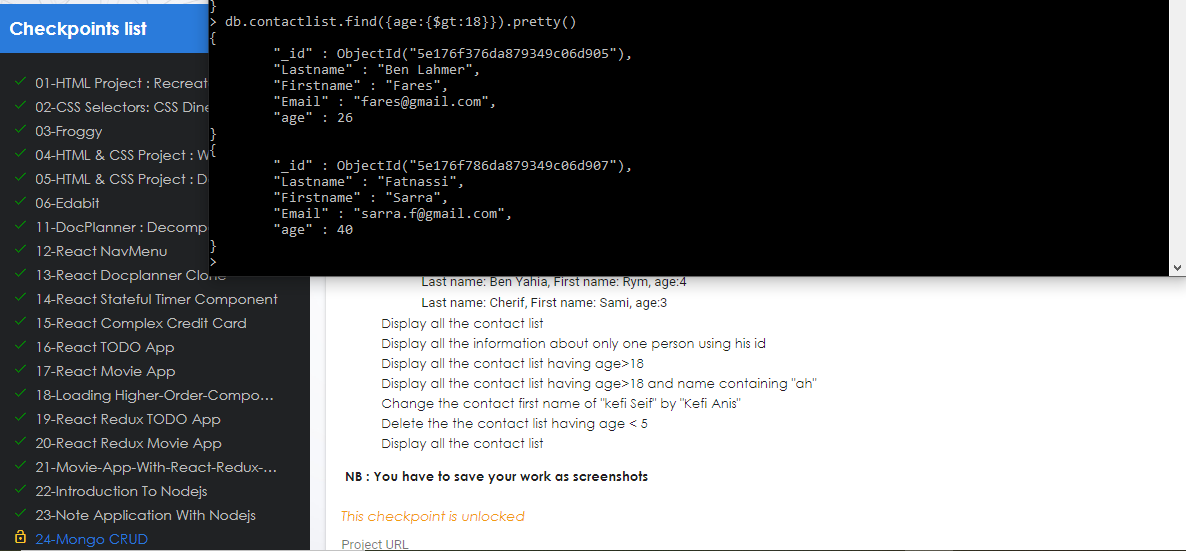 Checkpoints list
01-HTML Project : Recreat
02-CSS Selectors: CSS Dine
03-Froggy
04-HTML & CSS Project : W
05-HTML & CSS Project : D
06-Edabit
11-DocPlanner : Decomp
12-React NavMenu
13-React Docplanner Clone
14-React Stateful Timer Component
15-React Complex Credit Card
16-React TODO App
17-React Movie App
18-Loading Higher-Order-Compo...
19-React Redux TODO App
20-React Redux Movie App
21-Movie-App-With-React-Redux-...
22-Introduction To Nodejs
23-Note Application With Nodejs
24-Mongo CRUD
}
> db.contactlist.find({age:{$gt:18}}).pretty()
{
"_id" : ObjectId("5e176f376da879349c06d905"),
"Lastname" : "Ben Lahmer",
"Firstname" : "Fares",
"Email" : "fares@gmail.com",
"age" : 26
}
{
"_id" : ObjectId("5e176f786da879349c06d907"),
"Lastname" : "Fatnassi",
"Firstname" : "Sarra",
"Email" : "sarra.f@gmail.com",
"age" : 40
}
>
Last name: Ben Yahia, First name: Rym, age:4
Last name: Cherif, First name: Sami, age:3
Display all the contact list
Display all the information about only one person using his id
Display all the contact list having age>18
Display all the contact list having age>18 and name containing "ah"
Change the contact first name of "kefi Seif" by "Kefi Anis"
Delete the the contact list having age < 5
Display all the contact list
NB : You have to save your work as screenshots
This checkpoint is unlocked
Project URL